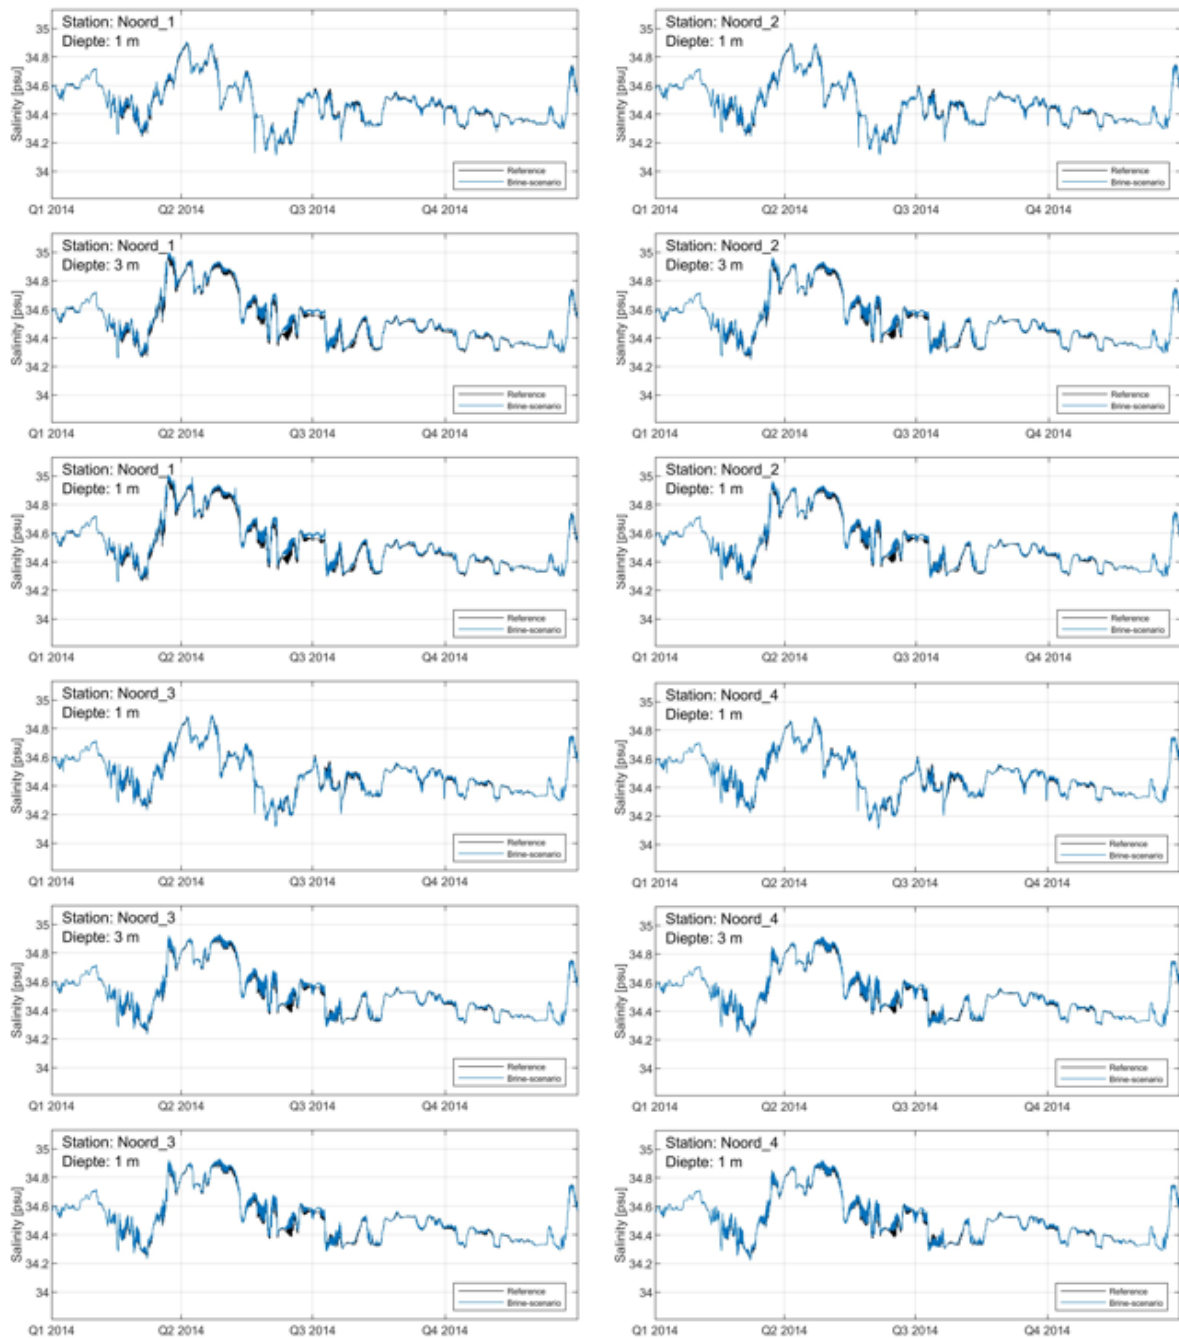 Station: Noord_1
Diepte: 1 m
Salinity [psu]
35
34.8
34.6
34.4
34.2
34
Reference
Brine-scenario
Q1 2014
Q2 2014
Q3 2014
Q4 2014
Station: Noord_2
Diepte: 1 m
Salinity [psu]
35
34.8
34.6
34.4
34.2
34
Reference
Brine-scenario
Q1 2014
Q2 2014
Q3 2014
Q4 2014
Station: Noord_1
Diepte: 3 m
Salinity [psu]
35
34.8
34.6
34.4
34.2
34
Reference
Brine-scenario
Q1 2014
Q2 2014
Q3 2014
Q4 2014
Station: Noord_2
Diepte: 3 m
Salinity [psu]
35
34.8
34.6
34.4
34.2
34
Reference
Brine-scenario
Q1 2014
Q2 2014
Q3 2014
Q4 2014
Station: Noord_1
Diepte: 1 m
Salinity [psu]
35
34.8
34.6
34.4
34.2
34
Reference
Brine-scenario
Q1 2014
Q2 2014
Q3 2014
Q4 2014
Station: Noord_2
Diepte: 1 m
Salinity [psu]
35
34.8
34.6
34.4
34.2
34
Reference
Brine-scenario
Q1 2014
Q2 2014
Q3 2014
Q4 2014
Station: Noord_3
Diepte: 1 m
Salinity [psu]
35
34.8
34.6
34.4
34.2
34
Reference
Brine-scenario
Q1 2014
Q2 2014
Q3 2014
Q4 2014
Station: Noord_4
Diepte: 1 m
Salinity [psu]
35
34.8
34.6
34.4
34.2
34
Reference
Brine-scenario
Q1 2014
Q2 2014
Q3 2014
Q4 2014
Station: Noord_3
Diepte: 3 m
Salinity [psu]
35
34.8
34.6
34.4
34.2
34
Reference
Brine-scenario
Q1 2014
Q2 2014
Q3 2014
Q4 2014
Station: Noord_4
Diepte: 3 m
Salinity [psu]
35
34.8
34.6
34.4
34.2
34
Reference
Brine-scenario
Q1 2014
Q2 2014
Q3 2014
Q4 2014
Station: Noord_3
Diepte: 1 m
Salinity [psu]
35
34.8
34.6
34.4
34.2
34
Reference
Brine-scenario
Q1 2014
Q2 2014
Q3 2014
Q4 2014
Station: Noord_4
Diepte: 1 m
Salinity [psu]
35
34.8
34.6
34.4
34.2
34
Reference
Brine-scenario
Q1 2014
Q2 2014
Q3 2014
Q4 2014